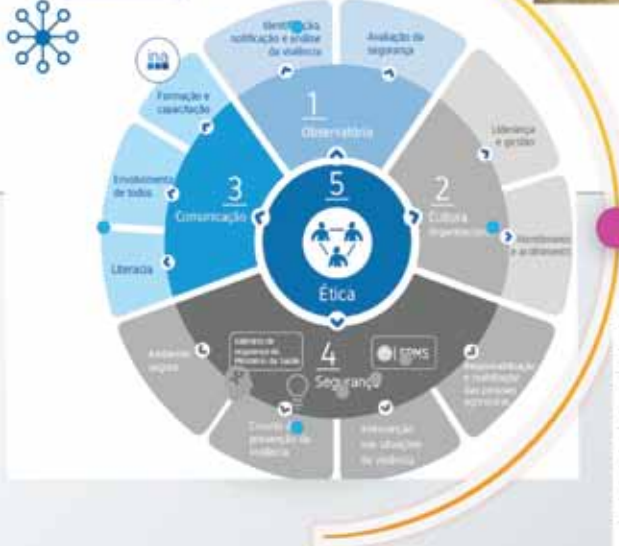 Identificação,
notificação e análise
da violência
Avaliação da
segurança
ina
Formação e
capacitação
1
Observatório
Liderança
e gestão
Envolvimento
de todos
3
Comunicação
5
2
Cultura
Organizacional
Atendimento
e acolhimento
Literacia
Ética
Ambiente
seguro
Gabinete de
segurança do
Ministério da Saúde
4
SPMS
Segurança
Responsabilização
e reabilitação
das pessoas
agressoras
prevenção da
violência
Intervenção
nas situações
de violência